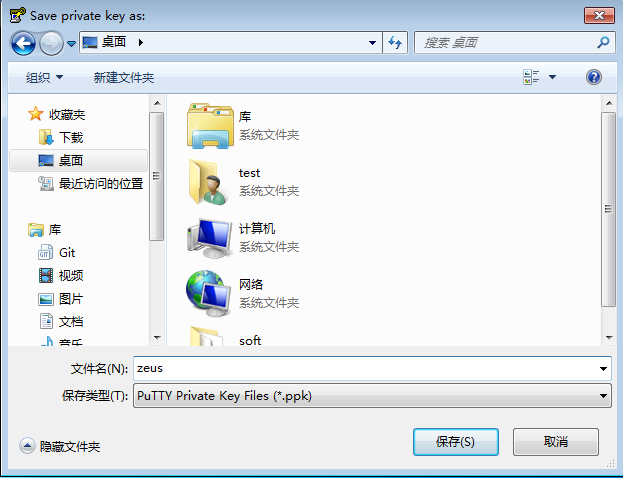 Save private key as:
桌面
搜索 桌面
组织 新建文件夹
收藏夹
下载
桌面
最近访问的位置
库
Git
视频
图片
文档
音乐
库
系统文件夹
test
系统文件夹
计算机
系统文件夹
网络
系统文件夹
soft
文件名(N): zeus
保存类型(T): PuTTY Private Key Files (*.ppk)
隐藏文件夹 保存(S) 取消